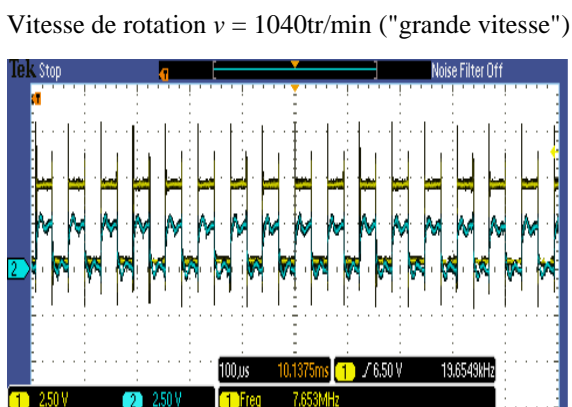 Vitesse de rotation v = 1040tr/min ("grande vitesse")
Tek Stop Noise Filter Off
2
100µs 10.1375ms 1 ∫ 6.50 V 19.6549kHz
1 2.50 V 2 2.50 V 1 Freq 7.653MHz